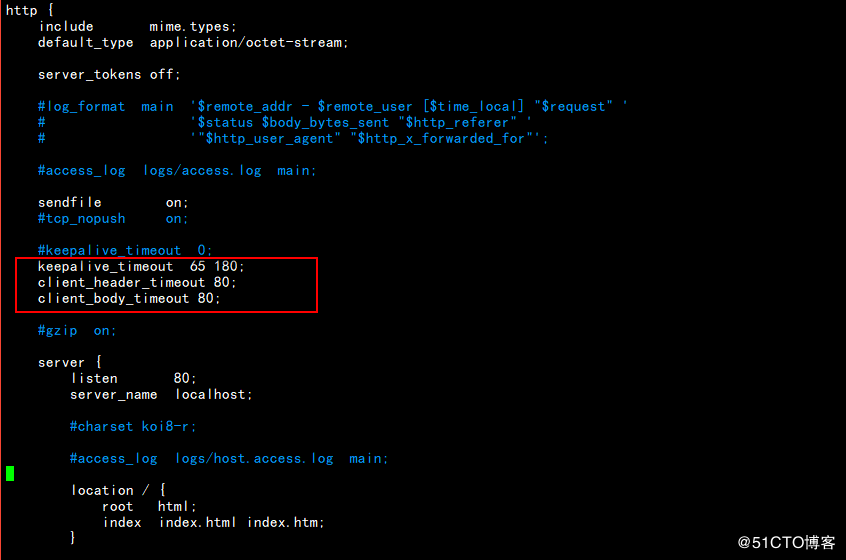 http {
    include       mime.types;
    default_type  application/octet-stream;
    server_tokens off;
    #log_format  main  '$remote_addr - $remote_user [$time_local] "$request" '
    #                  '$status $body_bytes_sent "$http_referer" '
    #                  '"$http_user_agent" "$http_x_forwarded_for"';
    #access_log  logs/access.log  main;
    sendfile        on;
    #tcp_nopush     on;
    #keepalive_timeout  0;
    keepalive_timeout  65 180;
    client_header_timeout 80;
    client_body_timeout 80;
    #gzip  on;
    server {
        listen       80;
        server_name  localhost;
        #charset koi8-r;
        #access_log  logs/host.access.log  main;
        location / {
            root   html;
            index  index.html index.htm;
        }
@51CTO博客